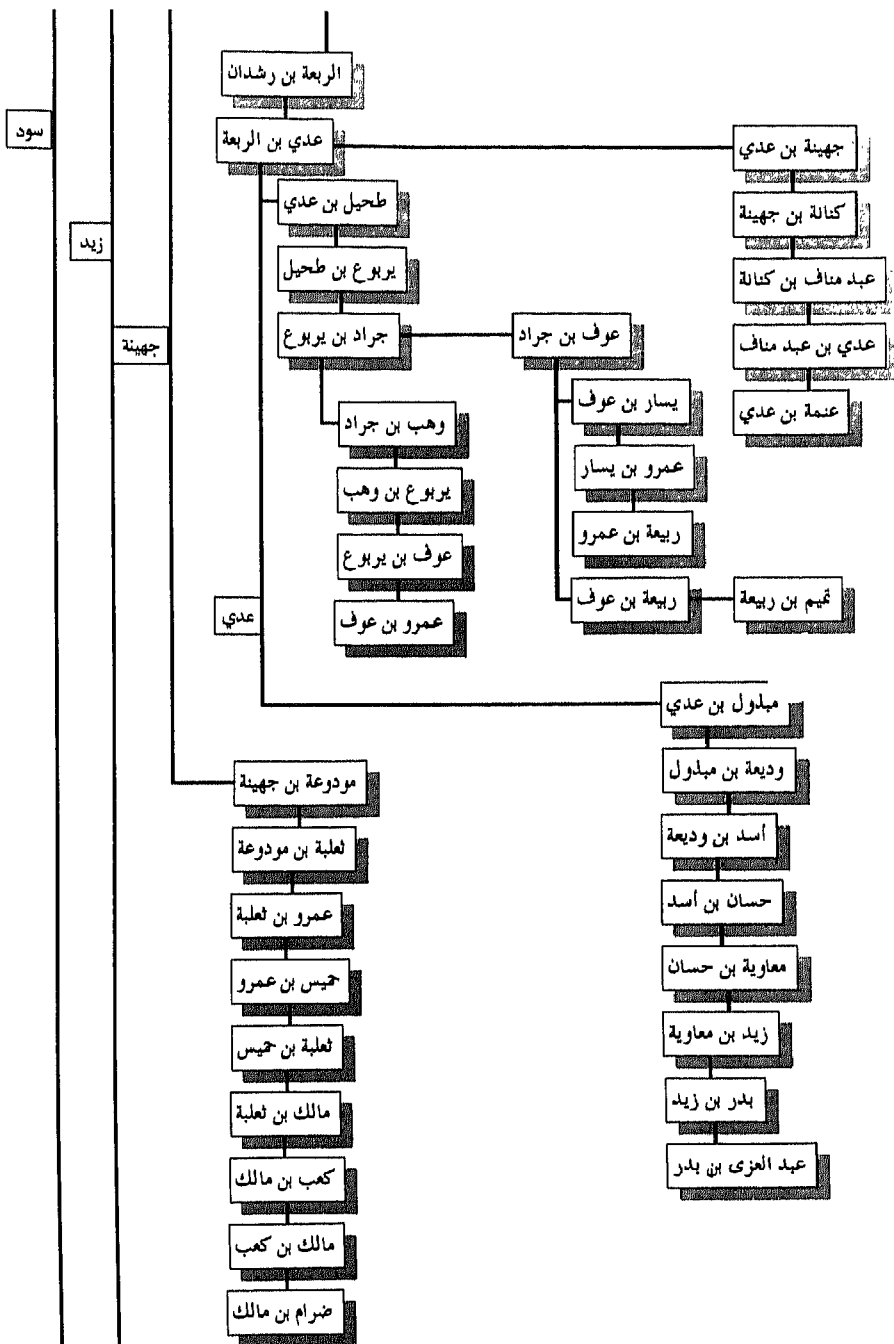 الربعة بن رشدان
سود
عدي بن الربعة
جهينة بن عدي
طحيل بن عدي
كنانة بن جهينة
زيد
يربوع بن طحيل
عبد مناف بن كنانة
جهينة
جراد بن يربوع
عوف بن جراد
عدي بن عبد مناف
يسار بن عوف
عنمة بن عدي
وهب بن جراد
عمرو بن يسار
يربوع بن وهب
ربيعة بن عمرو
عوف بن يربوع
ربيعة بن عوف
تميم بن ربيعة
عدي
عمرو بن عوف
مبذول بن عدي
وديعة بن مبذول
مودوعة بن جهينة
أسد بن وديعة
ثعلبة بن مودوعة
حسان بن أسد
عمرو بن ثعلبة
معاوية بن حسان
حميس بن عمرو
زيد بن معاوية
ثعلبة بن حميس
بدر بن زيد
مالك بن ثعلبة
عبد العزى بن بدر
كعب بن مالك
مالك بن كعب
ضرام بن مالك